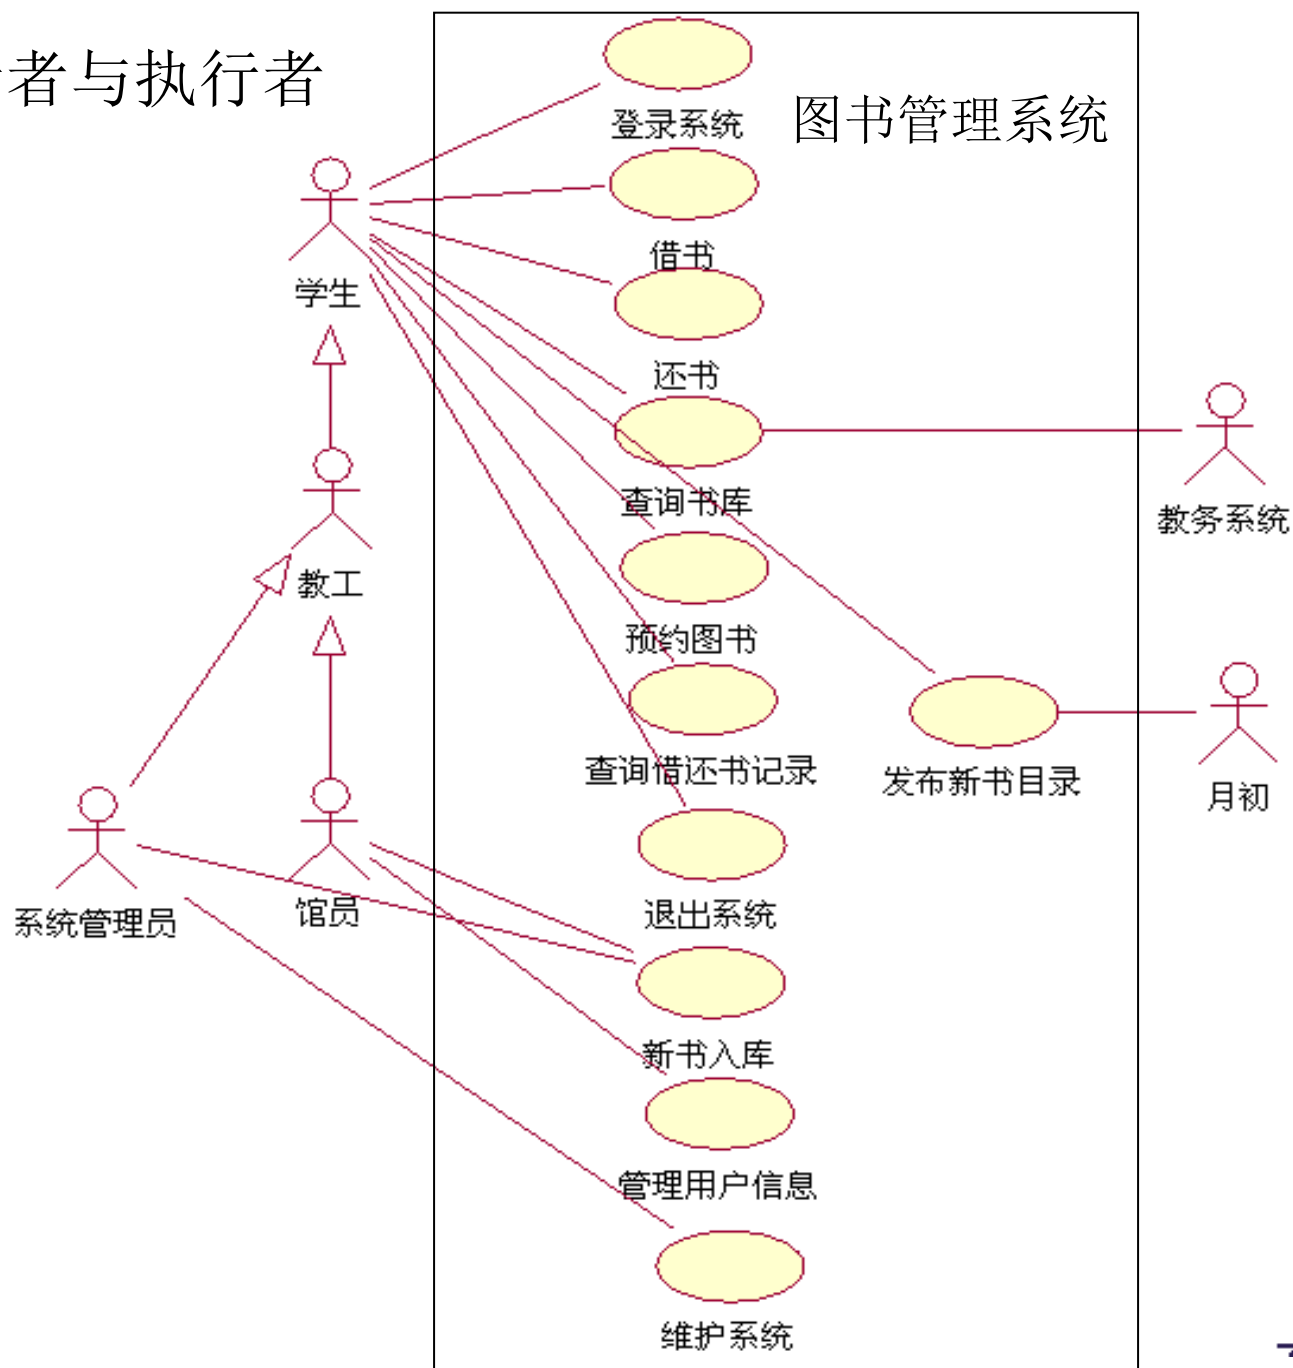 者与执行者
图书管理系统
登录系统
借书
学生
还书
查询书库
教务系统
教工
预约图书
查询借还书记录
发布新书目录
月初
系统管理员
馆员
退出系统
新书入库
管理用户信息
维护系统